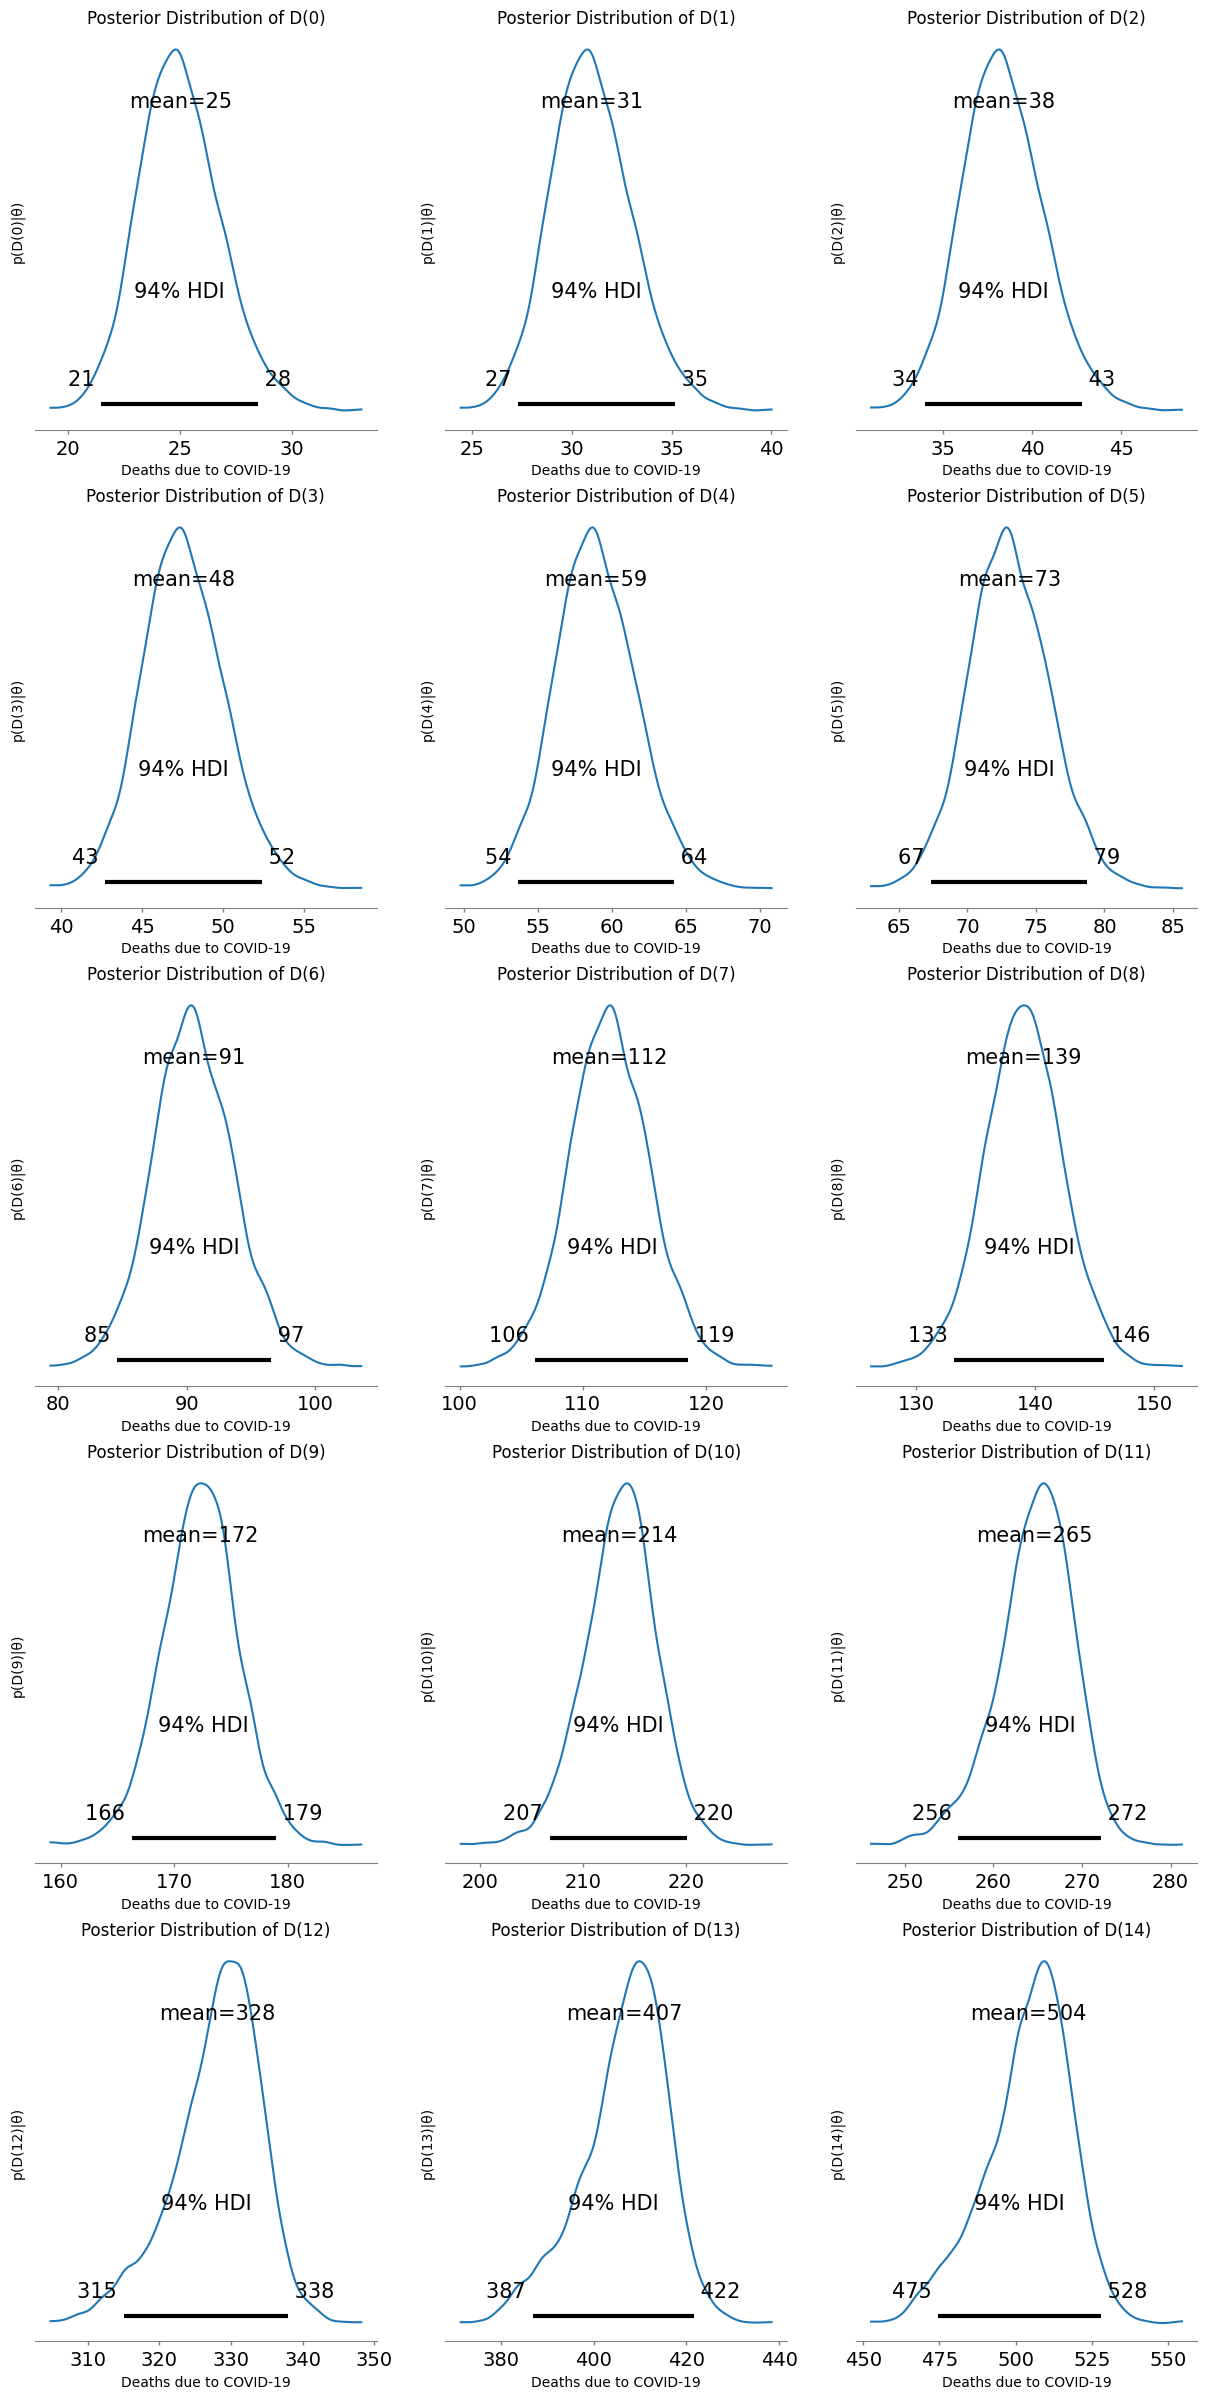 Posterior Distribution of D(0)
mean=25
94% HDI
21 28
p(D(0)|θ)
20 25 30
Deaths due to COVID-19
Posterior Distribution of D(1)
mean=31
94% HDI
27 35
p(D(1)|θ)
25 30 35 40
Deaths due to COVID-19
Posterior Distribution of D(2)
mean=38
94% HDI
34 43
p(D(2)|θ)
35 40 45
Deaths due to COVID-19
Posterior Distribution of D(3)
mean=48
94% HDI
43 52
p(D(3)|θ)
40 45 50 55
Deaths due to COVID-19
Posterior Distribution of D(4)
mean=59
94% HDI
54 64
p(D(4)|θ)
50 55 60 65 70
Deaths due to COVID-19
Posterior Distribution of D(5)
mean=73
94% HDI
67 79
p(D(5)|θ)
65 70 75 80 85
Deaths due to COVID-19
Posterior Distribution of D(6)
mean=91
94% HDI
85 97
p(D(6)|θ)
80 90 100
Deaths due to COVID-19
Posterior Distribution of D(7)
mean=112
94% HDI
106 119
p(D(7)|θ)
100 110 120
Deaths due to COVID-19
Posterior Distribution of D(8)
mean=139
94% HDI
133 146
p(D(8)|θ)
130 140 150
Deaths due to COVID-19
Posterior Distribution of D(9)
mean=172
94% HDI
166 179
p(D(9)|θ)
160 170 180
Deaths due to COVID-19
Posterior Distribution of D(10)
mean=214
94% HDI
207 220
p(D(10)|θ)
200 210 220
Deaths due to COVID-19
Posterior Distribution of D(11)
mean=265
94% HDI
256 272
p(D(11)|θ)
250 260 270 280
Deaths due to COVID-19
Posterior Distribution of D(12)
mean=328
94% HDI
315 338
p(D(12)|θ)
310 320 330 340 350
Deaths due to COVID-19
Posterior Distribution of D(13)
mean=407
94% HDI
387 422
p(D(13)|θ)
380 400 420 440
Deaths due to COVID-19
Posterior Distribution of D(14)
mean=504
94% HDI
475 528
p(D(14)|θ)
450 475 500 525 550
Deaths due to COVID-19